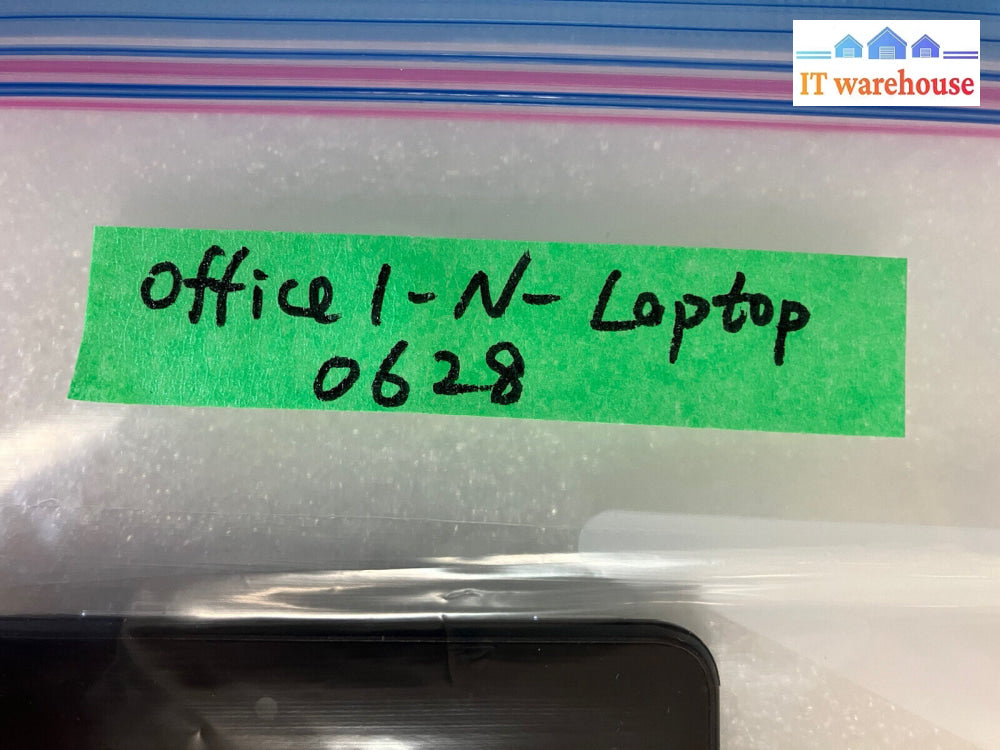 IT warehouse
Office 1-N- Laptop
0628